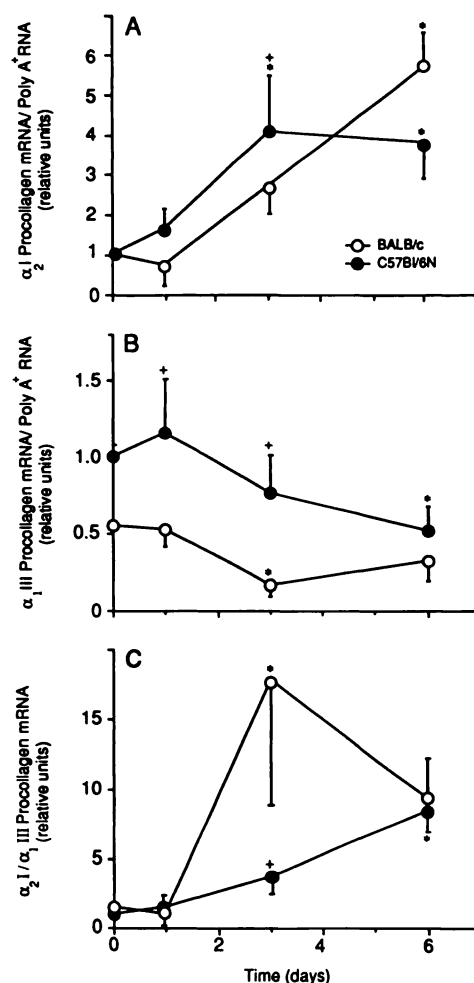 A
α₂I Procollagen mRNA/ Poly A⁺RNA
(relative units)
6
5
4
3
2
1
0
+
*
*
*
BALB/c
C57Bl/6N
B
α₁III Procollagen mRNA/ Poly A⁺ RNA
(relative units)
1.5
1.0
0.5
0
+
+
*
*
C
α₂I/α₁III Procollagen mRNA
(relative units)
15
10
5
0
*
+
*
0
2
4
6
Time (days)